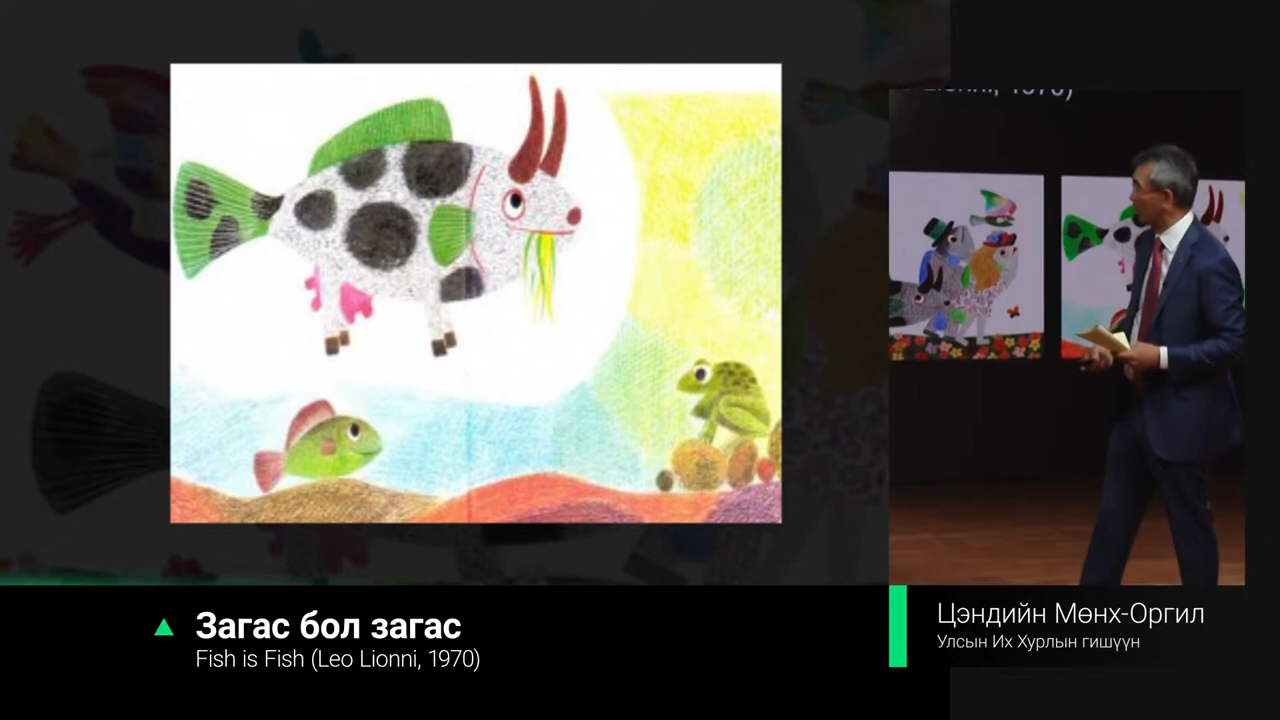 Загас бол загас
Fish is Fish (Leo Lionni, 1970)
Цэндийн Мөнх-Оргил
Улсын Их Хурлын гишүүн